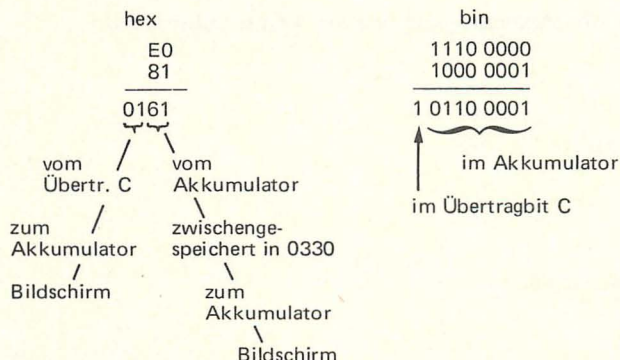 hex
E0
81
0161
vom
Übertr. C
zum
Akkumulator
Bildschirm
vom
Akkumulator
zwischenge-
speichert in 0330
zum
Akkumulator
Bildschirm
bin
1110 0000
1000 0001
1 0110 0001
im Akkumulator
im Übertragbit C